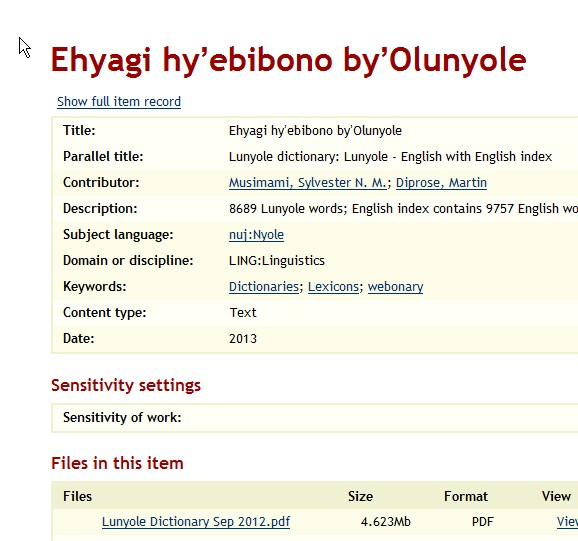 Ehyagi hy’ebibono by’Olunyole
Show full item record
Title: Ehyagi hy'ebibono by'Olunyole
Parallel title: Lunyole dictionary: Lunyole - English with English index
Contributor: Musimami, Sylvester N. M.; Diprose, Martin
Description: 8689 Lunyole words; English index contains 9757 English
Subject language: nuj:Nyole
Domain or discipline: LING:Linguistics
Keywords: Dictionaries; Lexicons; webonary
Content type: Text
Date: 2013
Sensitivity settings
Sensitivity of work:
Files in this item
Files Size Format View
Lunyole Dictionary Sep 2012.pdf 4.623Mb PDF